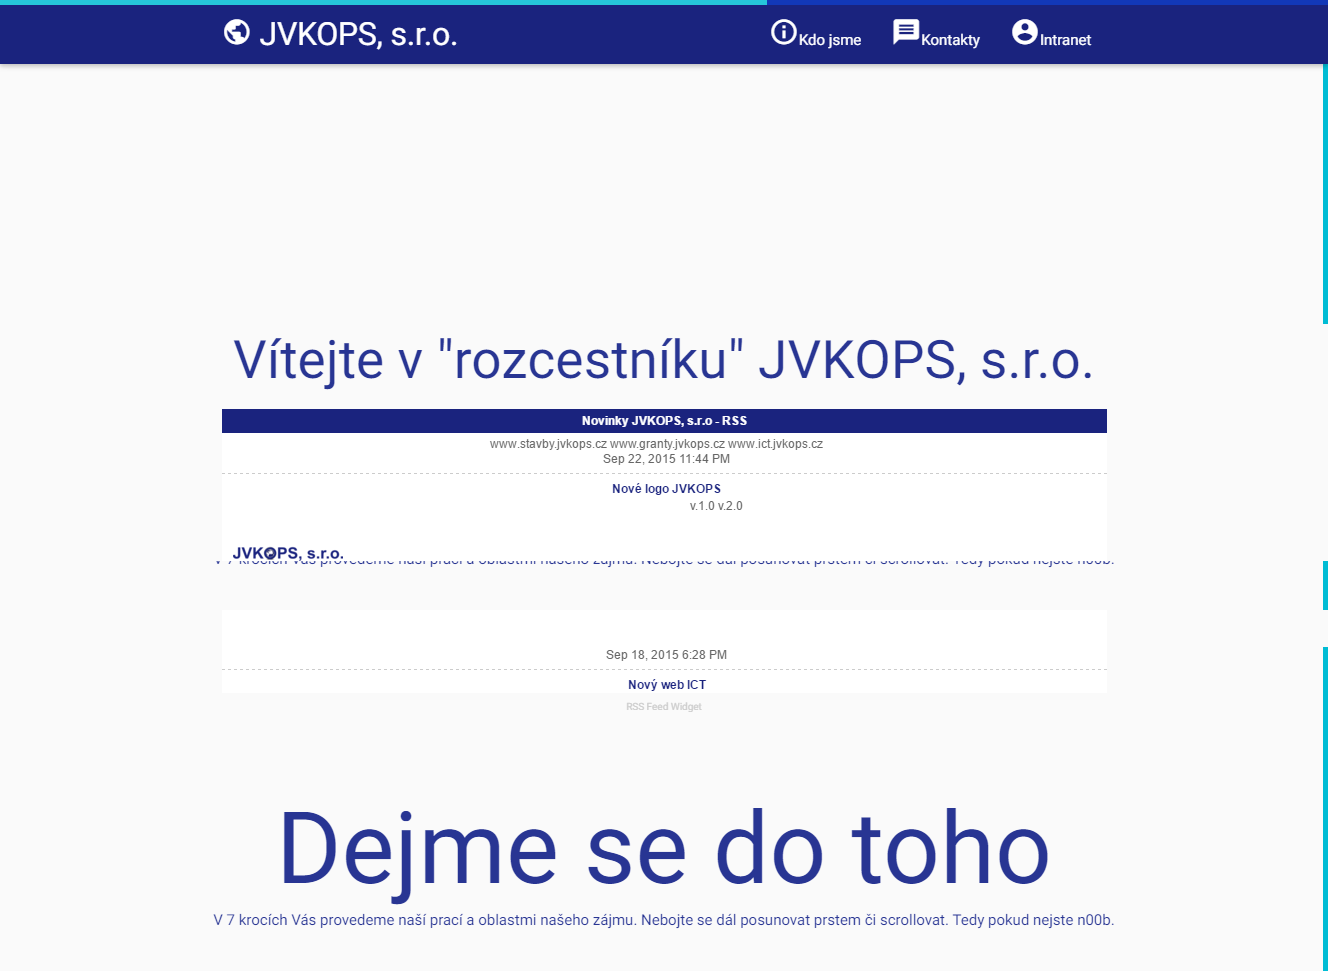 JVKOPS, s.r.o.
Kdo jsme
Kontakty
Intranet
Vítejte v "rozcestníku" JVKOPS, s.r.o.
Novinky JVKOPS, s.r.o - RSS
www.stavby.jvkops.cz www.granty.jvkops.cz www.ict.jvkops.cz
Sep 22, 2015 11:44 PM
Nové logo JVKOPS
v.1.0 v.2.0
JVKOPS, s.r.o.
V 7 krocích Vás provedeme naší prací a oblastmi našeho zájmu. Nebojte se dál posunovat prstem či scrollovat. Tedy pokud nejste n00b.
Sep 18, 2015 6:28 PM
Nový web ICT
RSS Feed Widget
Dejme se do toho
V 7 krocích Vás provedeme naší prací a oblastmi našeho zájmu. Nebojte se dál posunovat prstem či scrollovat. Tedy pokud nejste n00b.